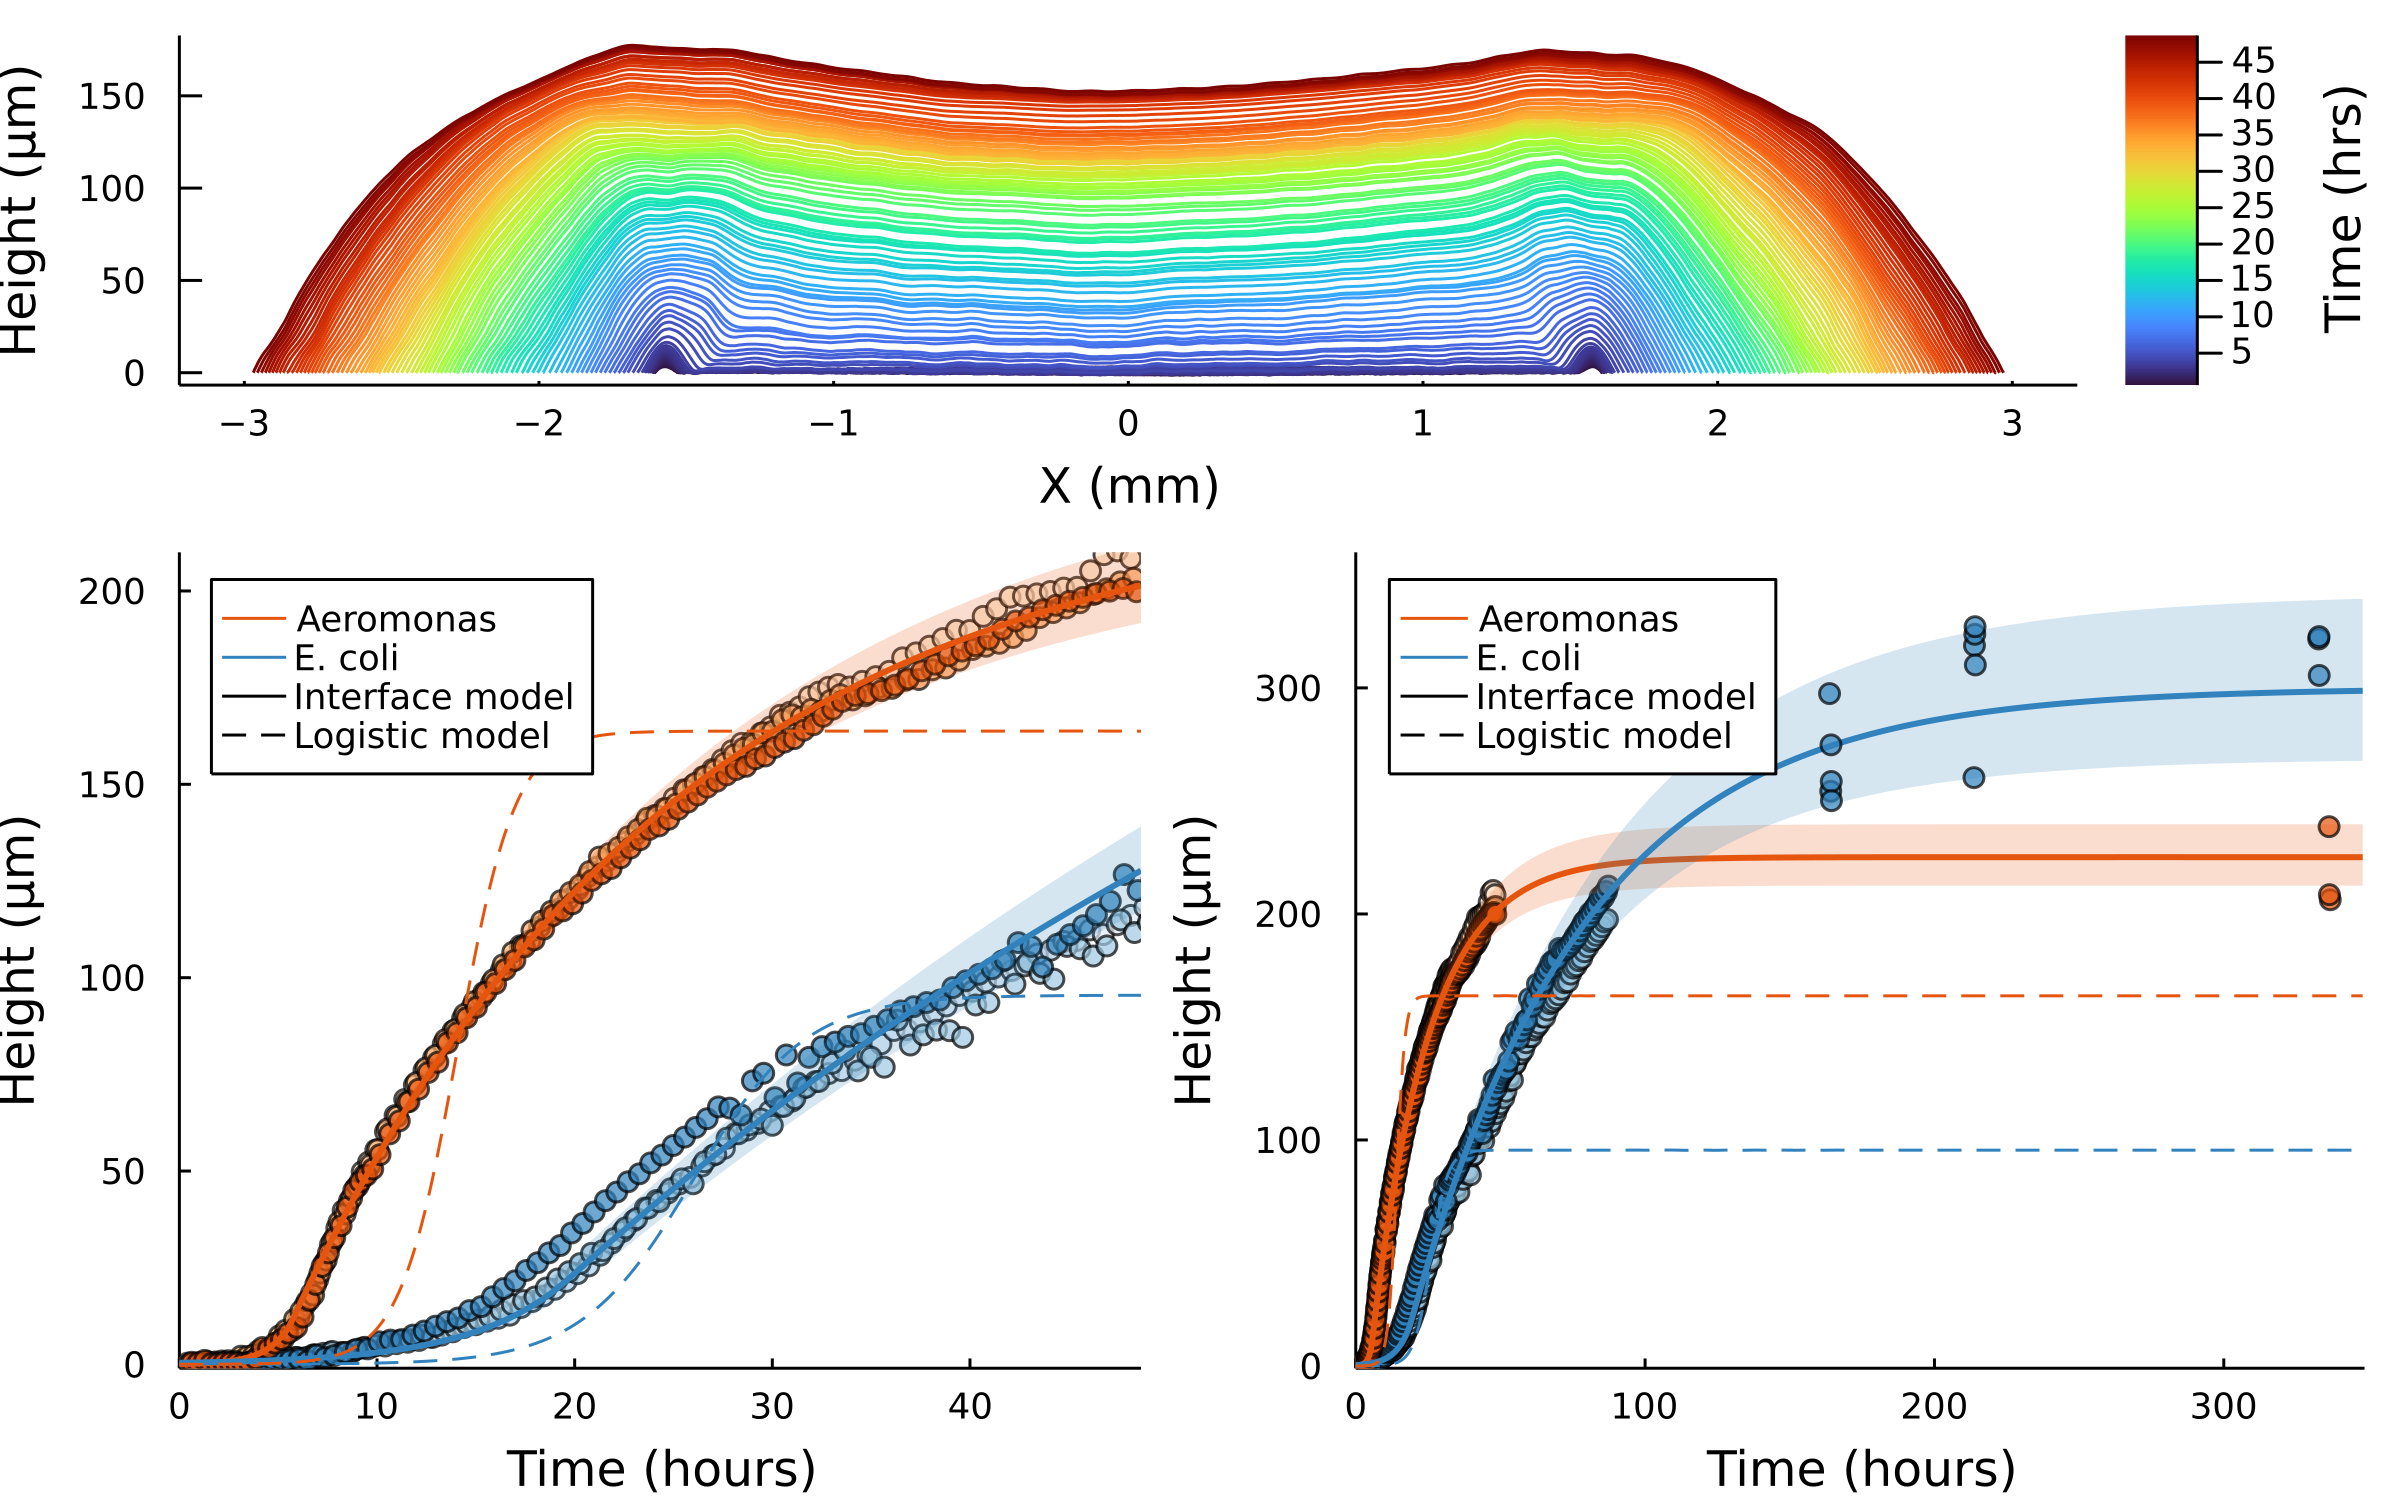 Height (μm)
150
100
50
0
−3
−2
−1
0
1
2
3
X (mm)
45
40
35
30
25
20
15
10
5
Time (hrs)
Height (μm)
200
150
100
50
0
Aeromonas
E. coli
Interface model
Logistic model
0
10
20
30
40
Time (hours)
Height (μm)
300
200
100
0
Aeromonas
E. coli
Interface model
Logistic model
0
100
200
300
Time (hours)